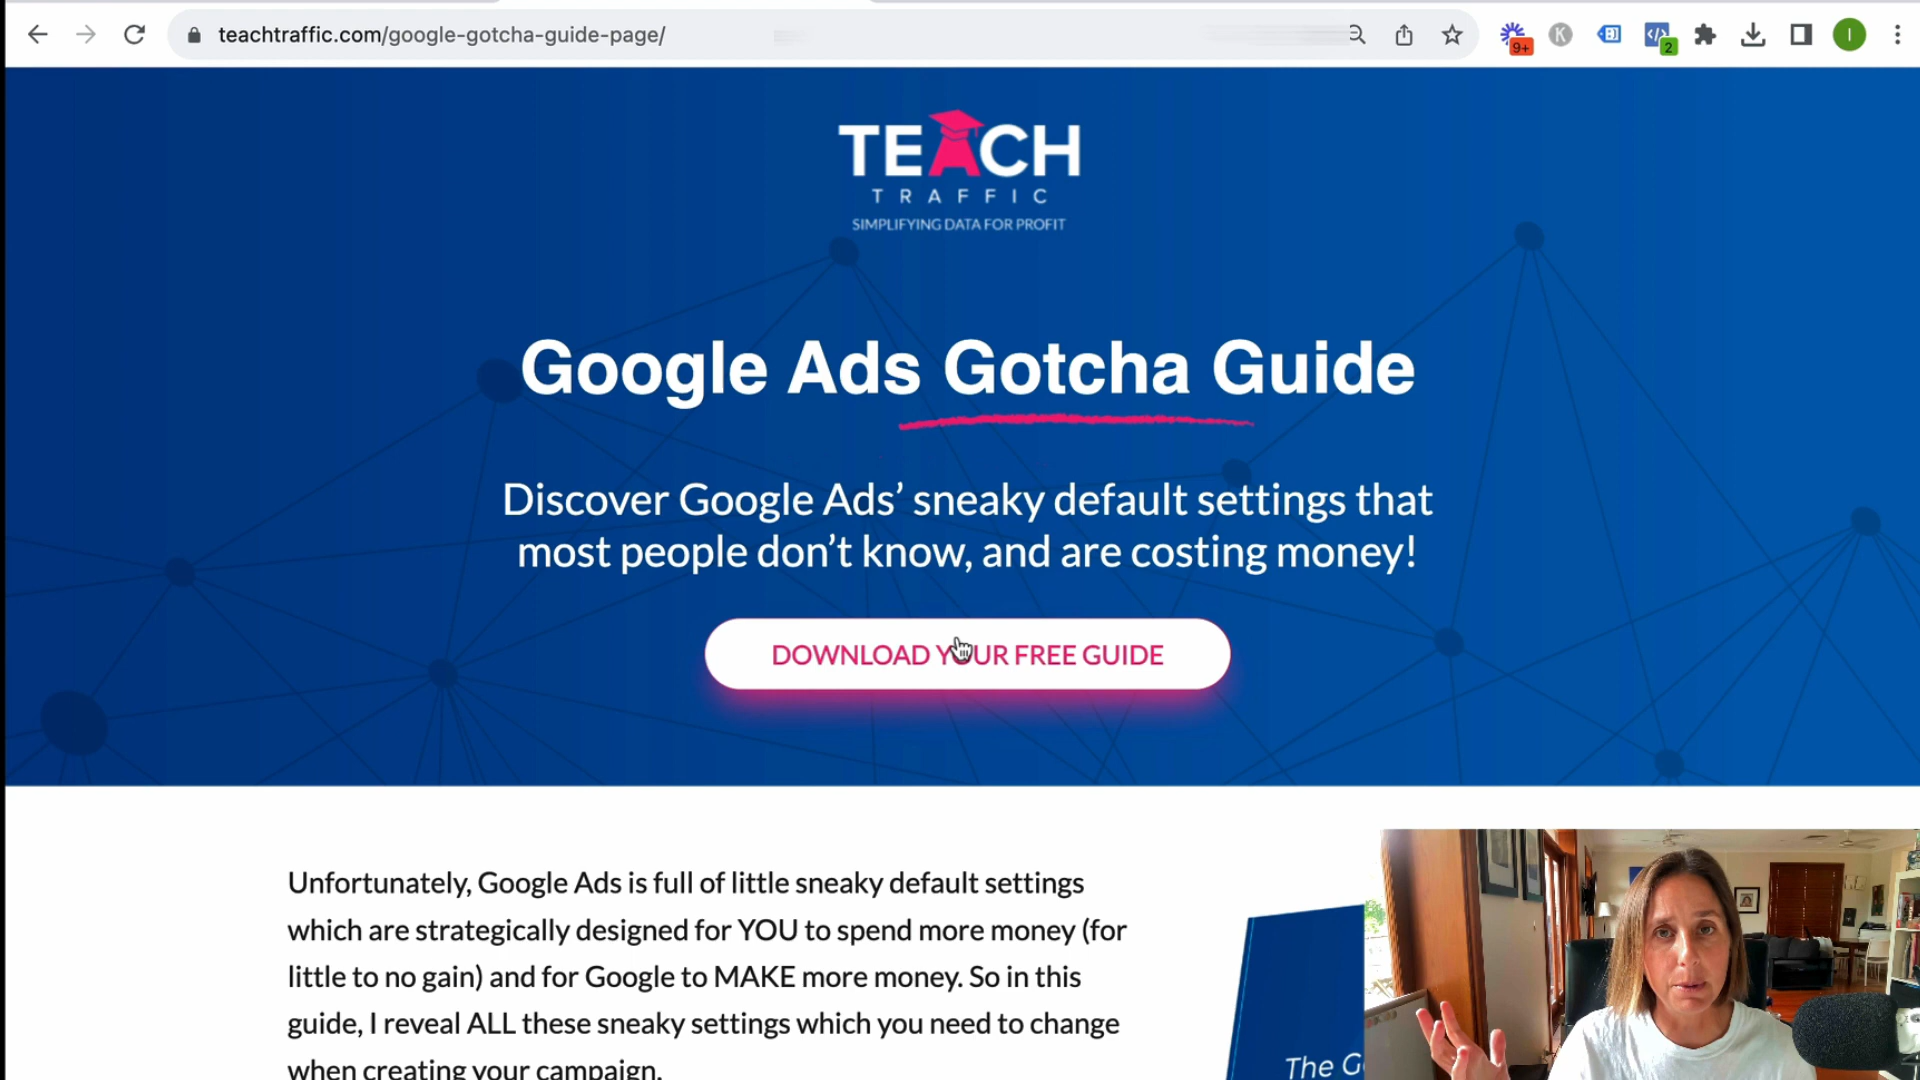 teachtraffic.com/google-gotcha-guide-page/
9+
K
2
I
TEACH
TRAFFIC
SIMPLIFYING DATA FOR PROFIT
Google Ads Gotcha Guide
Discover Google Ads’ sneaky default settings that
most people don’t know, and are costing money!
DOWNLOAD YOUR FREE GUIDE
Unfortunately, Google Ads is full of little sneaky default settings
which are strategically designed for YOU to spend more money (for
little to no gain) and for Google to MAKE more money. So in this
guide, I reveal ALL these sneaky settings which you need to change
when creating your campaign.
The G